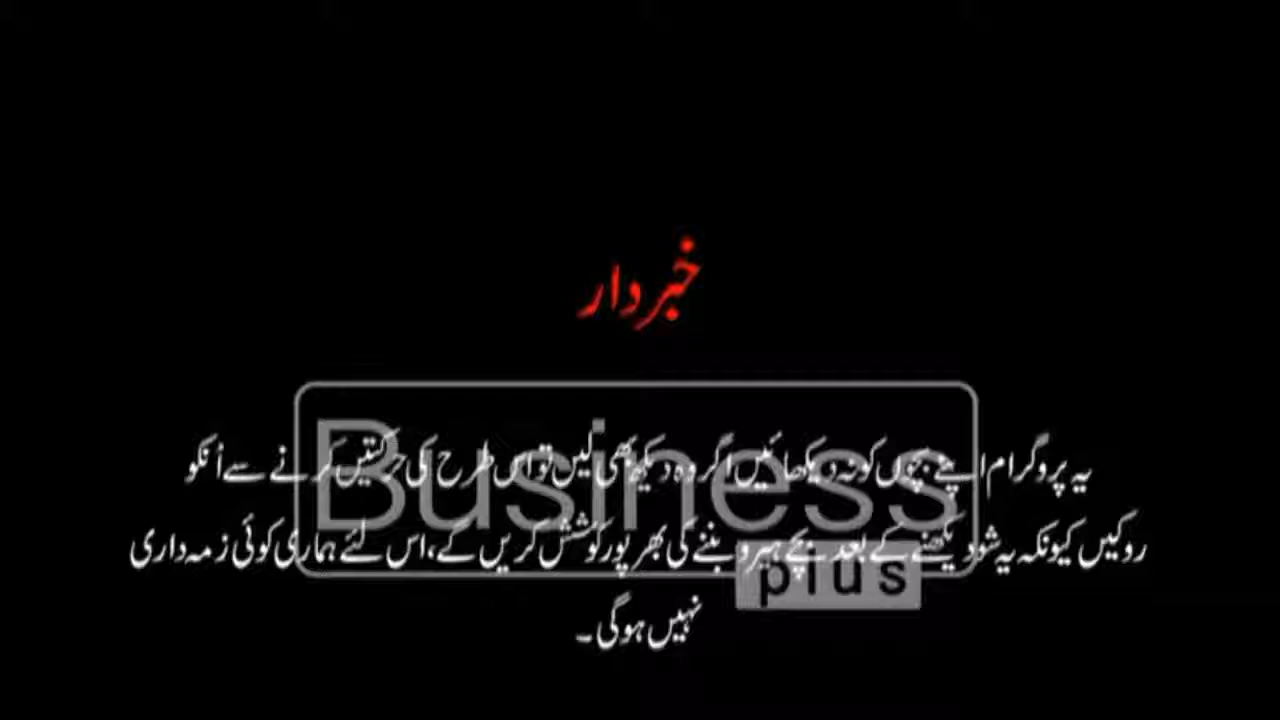 خبردار
Business
plus
یہ پروگرام اپنے بچوں کو نہ دیکھائیں اگر وہ دیکھ بھی لیں تو اس طرح کی حرکتیں کرنے سے اُنکو
روکیں کیونکہ یہ شو دیکھنے کے بعد بچے ہیرو بننے کی بھرپور کوشش کریں گے، اس لئے ہماری کوئی زمہ داری
نہیں ہوگی۔